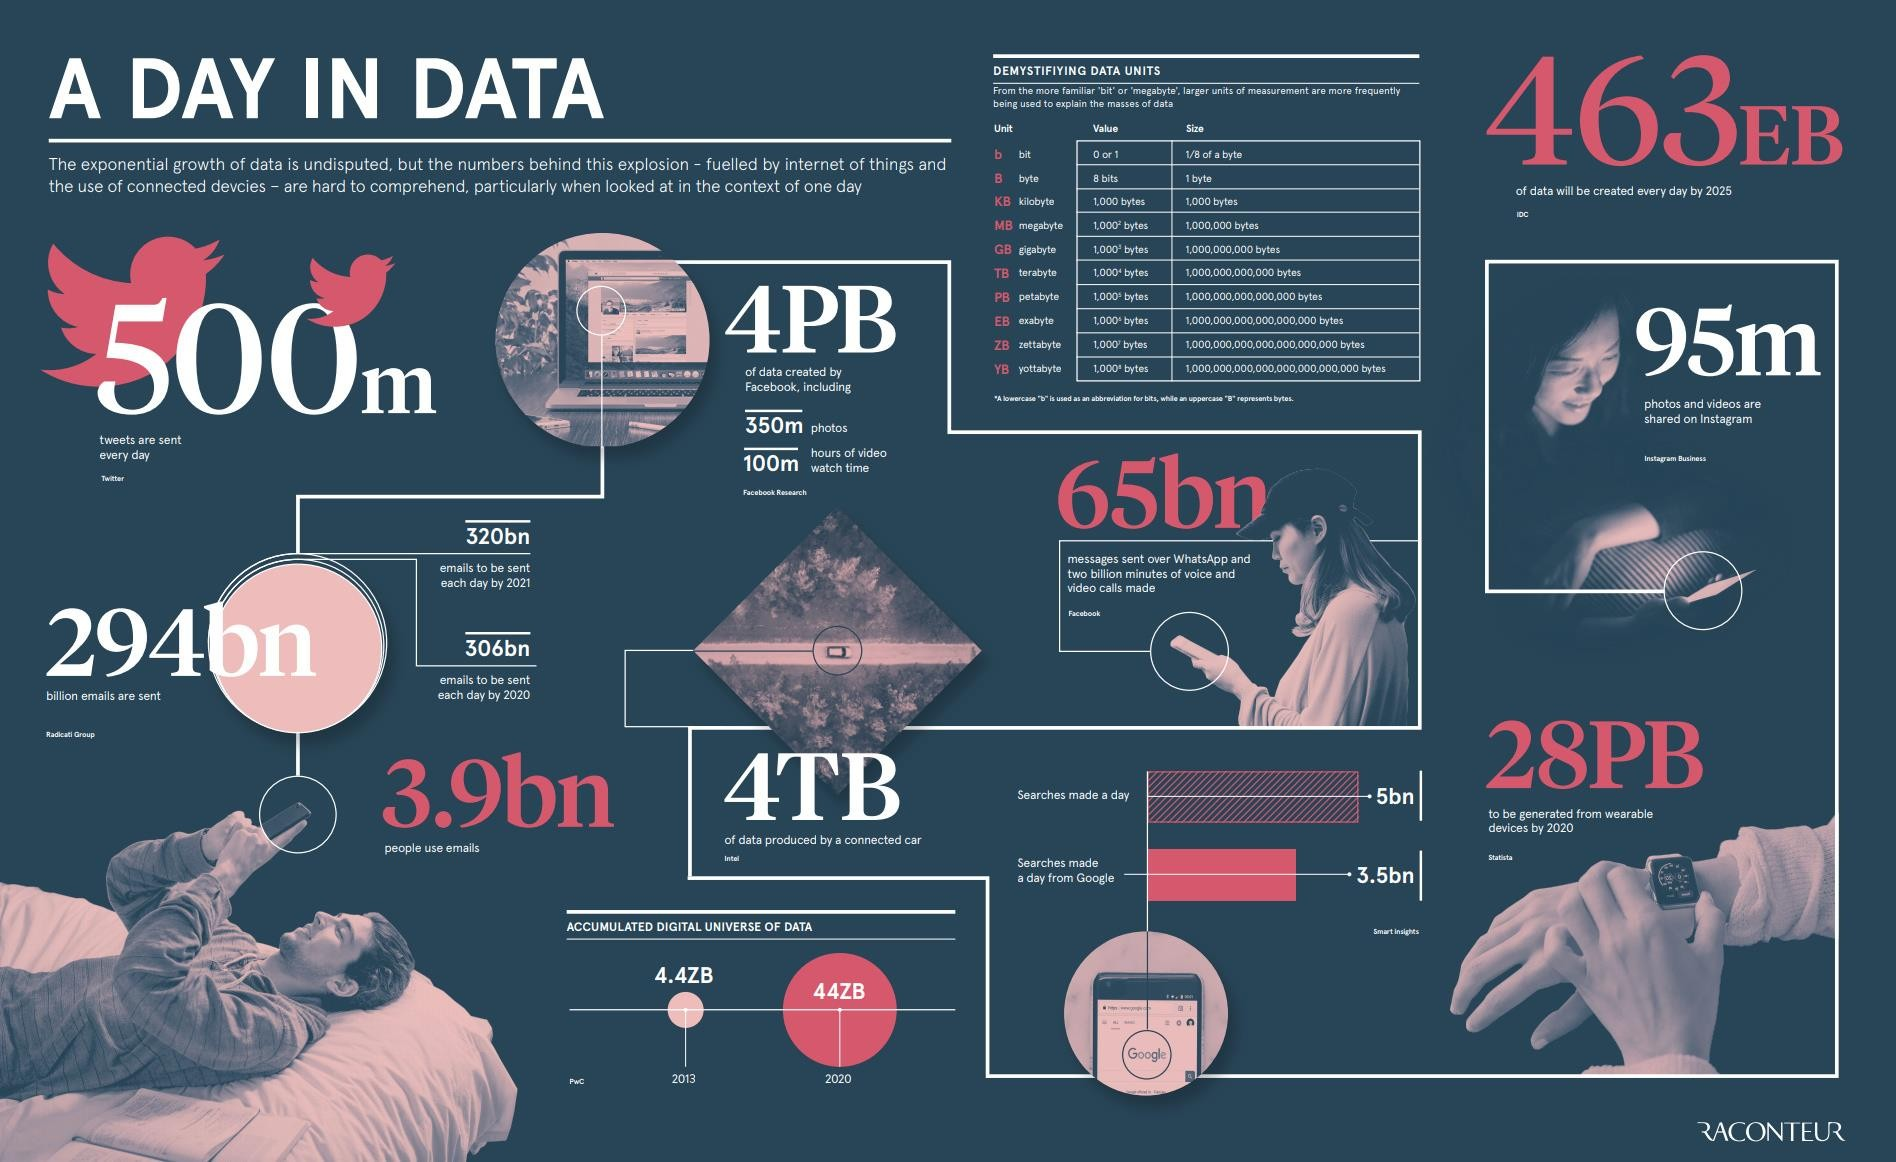 A DAY IN DATA
The exponential growth of data is undisputed, but the numbers behind this explosion - fuelled by internet of things and
the use of connected devcies – are hard to comprehend, particularly when looked at in the context of one day
500m
tweets are sent
every day
Twitter
4PB
of data created by
Facebook, including
350m photos
100m hours of video
watch time
Facebook Research
DEMYSTIFIYING DATA UNITS
From the more familiar 'bit' or 'megabyte', larger units of measurement are more frequently
being used to explain the masses of data
Unit Value Size
b bit 0 or 1 1/8 of a byte
B byte 8 bits 1 byte
KB kilobyte 1,000 bytes 1,000 bytes
MB megabyte 1,000² bytes 1,000,000 bytes
GB gigabyte 1,000³ bytes 1,000,000,000 bytes
TB terabyte 1,000⁴ bytes 1,000,000,000,000 bytes
PB petabyte 1,000⁵ bytes 1,000,000,000,000,000 bytes
EB exabyte 1,000⁶ bytes 1,000,000,000,000,000,000 bytes
ZB zettabyte 1,000⁷ bytes 1,000,000,000,000,000,000,000 bytes
YB yottabyte 1,000⁸ bytes 1,000,000,000,000,000,000,000,000 bytes
*A lowercase "b" is used as an abbreviation for bits, while an uppercase "B" represents bytes.
463EB
of data will be created every day by 2025
IDC
95m
photos and videos are
shared on Instagram
Instagram Business
65bn
messages sent over WhatsApp and
two billion minutes of voice and
video calls made
Facebook
320bn
emails to be sent
each day by 2021
306bn
emails to be sent
each day by 2020
294bn
billion emails are sent
Radicati Group
3.9bn
people use emails
4TB
of data produced by a connected car
Intel
Searches made a day 5bn
Searches made
a day from Google 3.5bn
Smart Insights
Google
28PB
to be generated from wearable
devices by 2020
Statista
ACCUMULATED DIGITAL UNIVERSE OF DATA
4.4ZB
44ZB
2013
2020
PwC
RACONTEUR